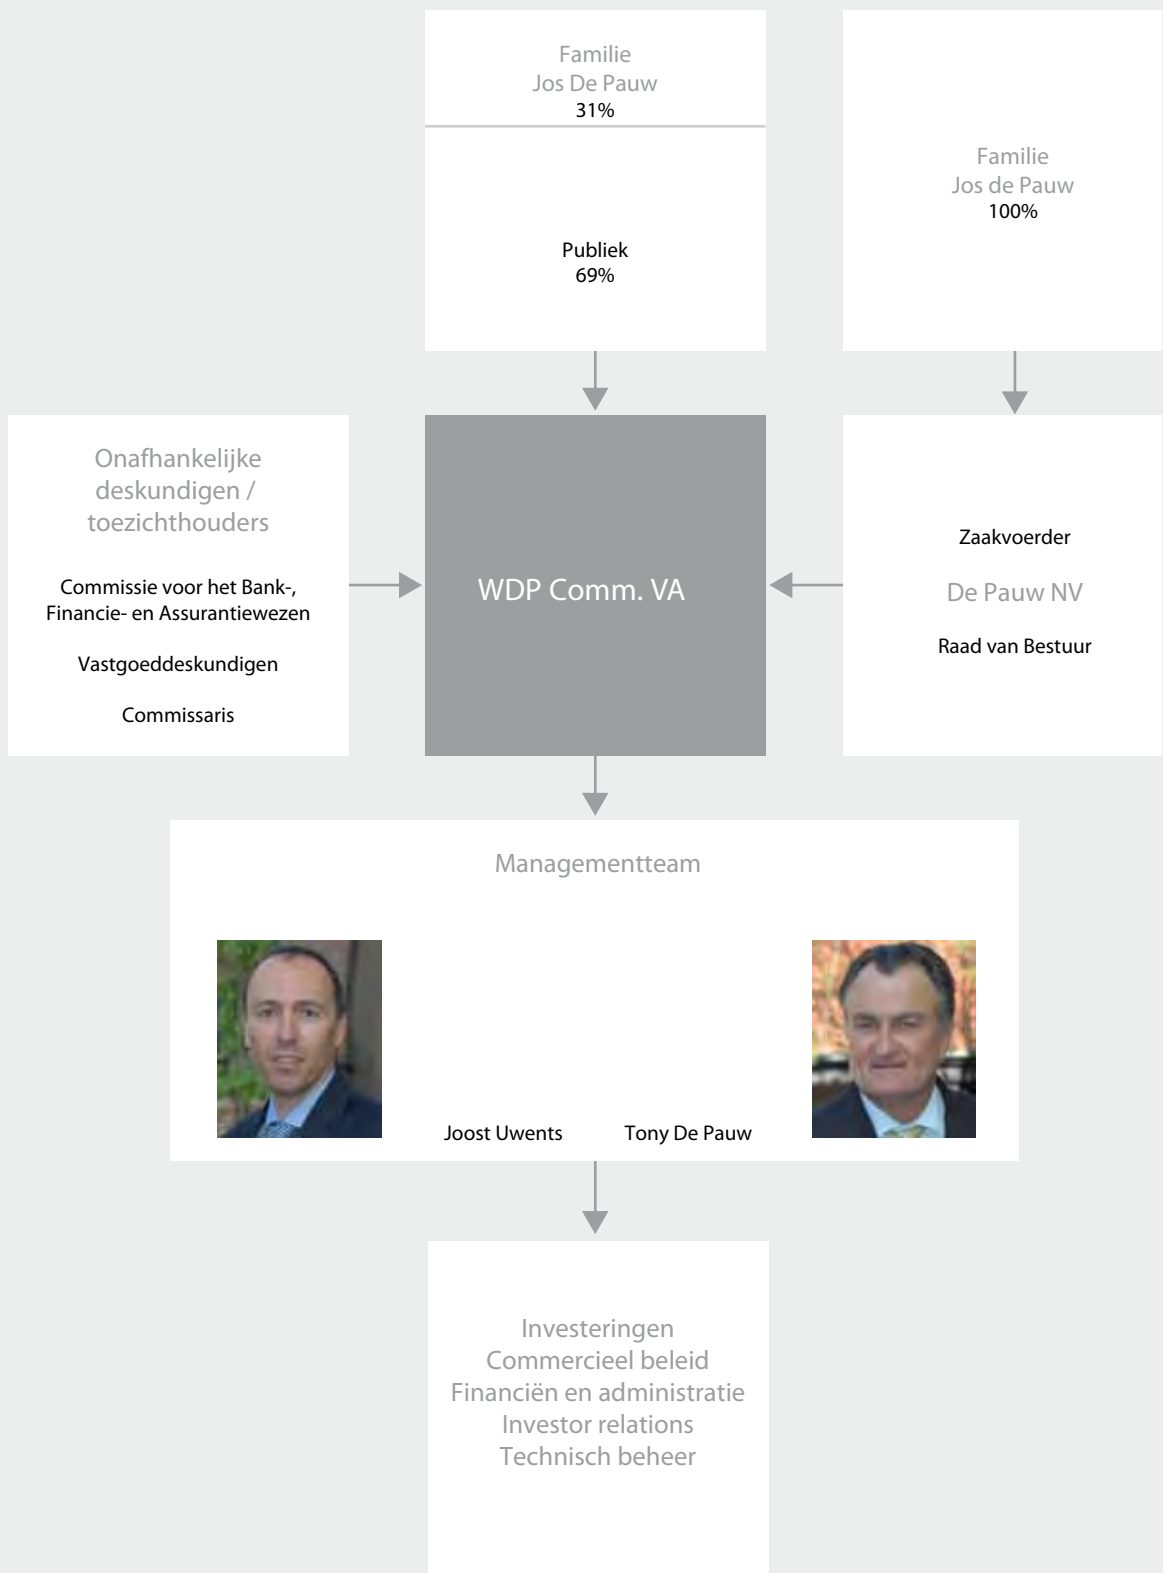 Familie
Jos De Pauw
31%
Publiek
69%
Familie
Jos de Pauw
100%
Onafhankelijke
deskundigen /
toezichthouders
Commissie voor het Bank-,
Financie- en Assurantiewezen
Vastgoeddeskundigen
Commissaris
WDP Comm. VA
Zaakvoerder
De Pauw NV
Raad van Bestuur
Managementteam
Joost Uwents
Tony De Pauw
Investeringen
Commercieel beleid
Financiën en administratie
Investor relations
Technisch beheer